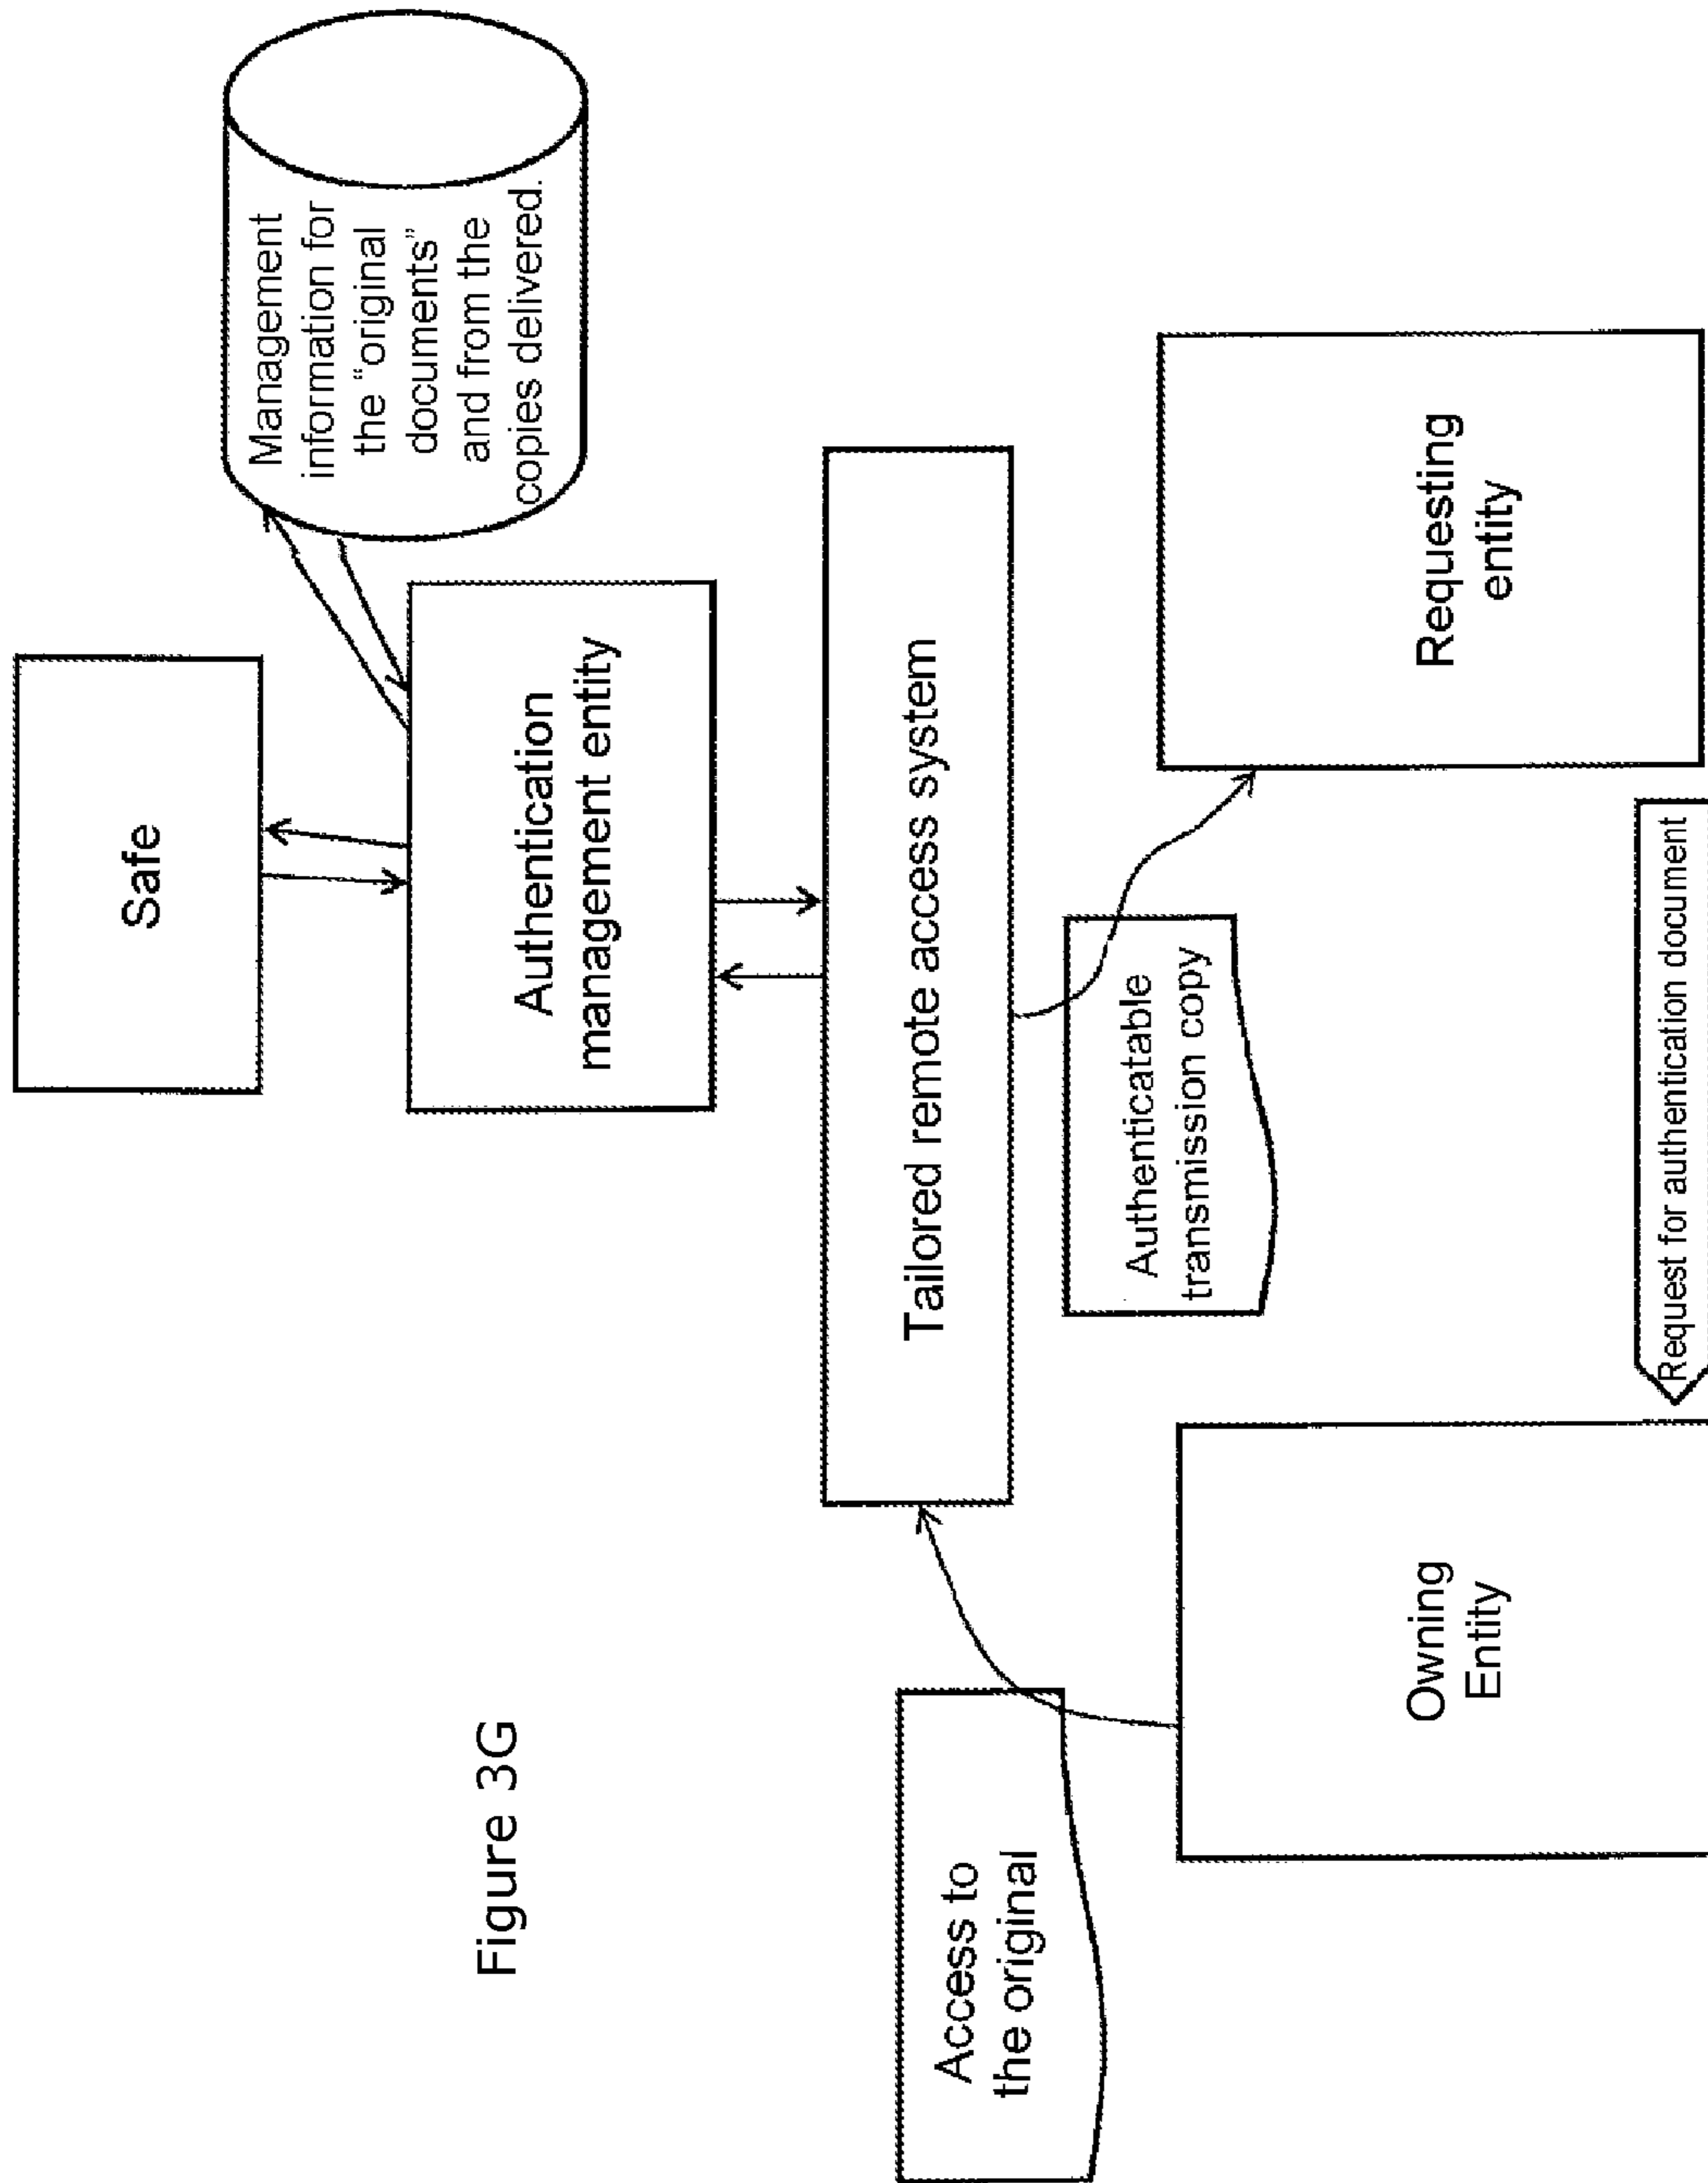 Figure 3G
Safe
Management
information for
the “original
documents”
and from the
copies delivered.
Authentication
management entity
Tailored remote access system
Access to
the original
Authenticatable
transmission copy
Owning
Entity
Requesting
entity
Request for authentication document